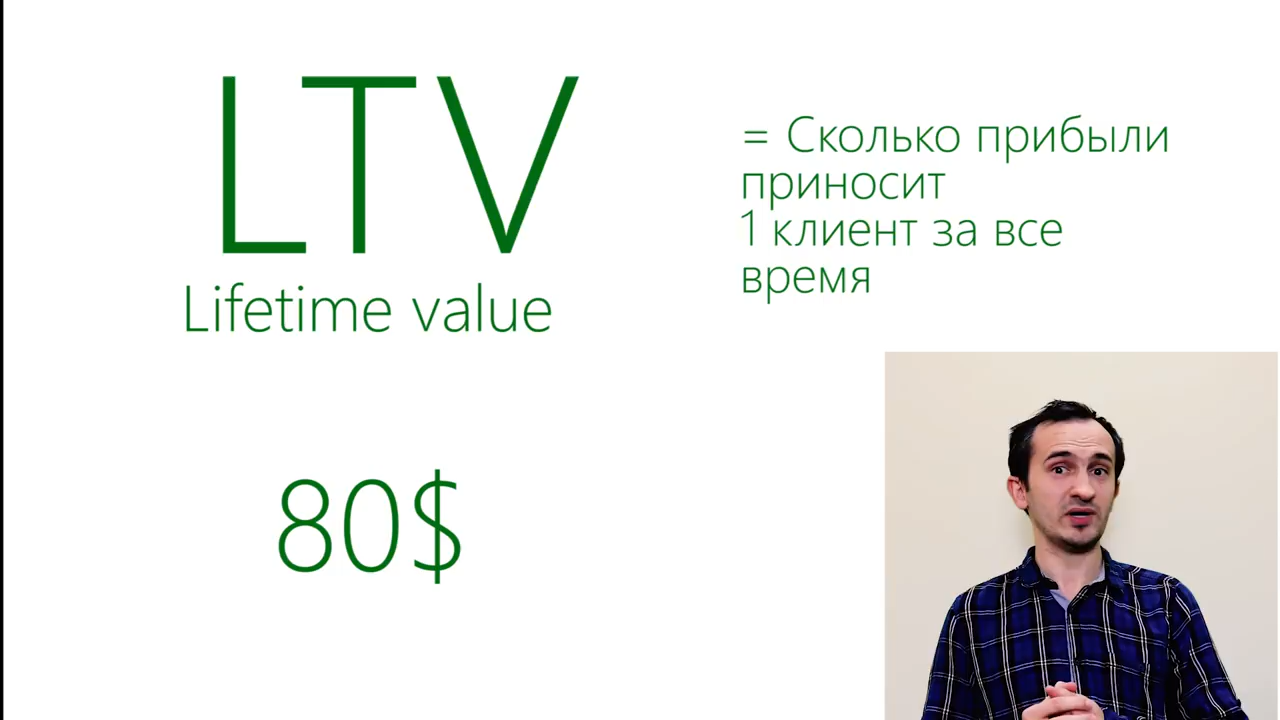 LTV
Lifetime value
80$
= Сколько прибыли
приносит
1 клиент за все
время